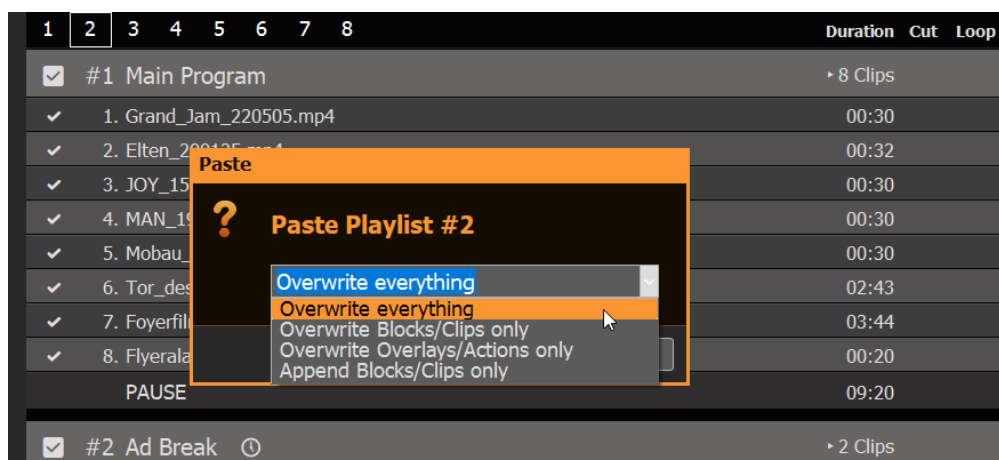 1 2 3 4 5 6 7 8 Duration Cut Loop
#1 Main Program ‣ 8 Clips
1. Grand_Jam_220505.mp4 00:30
2. Elten_200125.mp4 00:32
Paste
3. JOY_15 00:30
4. MAN_19 00:30
Paste Playlist #2
5. Mobau_ 00:30
6. Tor_des 02:43
Overwrite everything
Overwrite everything
7. Foyerfil 03:44
Overwrite Blocks/Clips only
8. Flyerala 00:20
Overwrite Overlays/Actions only
Append Blocks/Clips only
PAUSE 09:20
#2 Ad Break ‣ 2 Clips